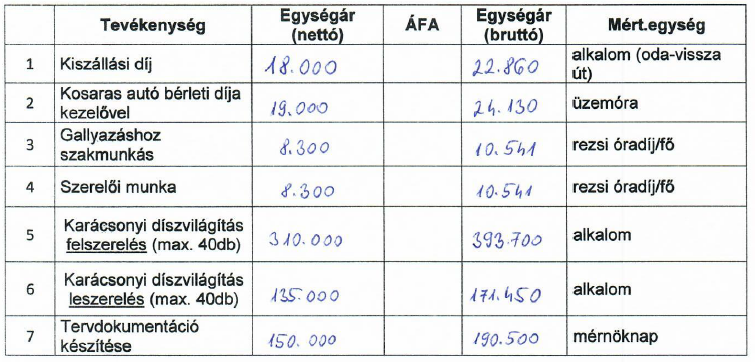 Tevékenység Egységár (nettó) ÁFA Egységár (bruttó) Mért.egység
1 Kiszállási díj 18.000 22.860 alkalom (oda-vissza út)
2 Kosaras autó bérleti díja kezelővel 19.000 24.130 üzemóra
3 Gallyazáshoz szakmunkás 8.300 10.541 rezsi óradíj/fő
4 Szerelői munka 8.300 10.541 rezsi óradíj/fő
5 Karácsonyi díszvilágítás felszerelés (max. 40db) 310.000 393.700 alkalom
6 Karácsonyi díszvilágítás leszerelés (max. 40db) 135.000 171.450 alkalom
7 Tervdokumentáció készítése 150.000 190.500 mérnöknap